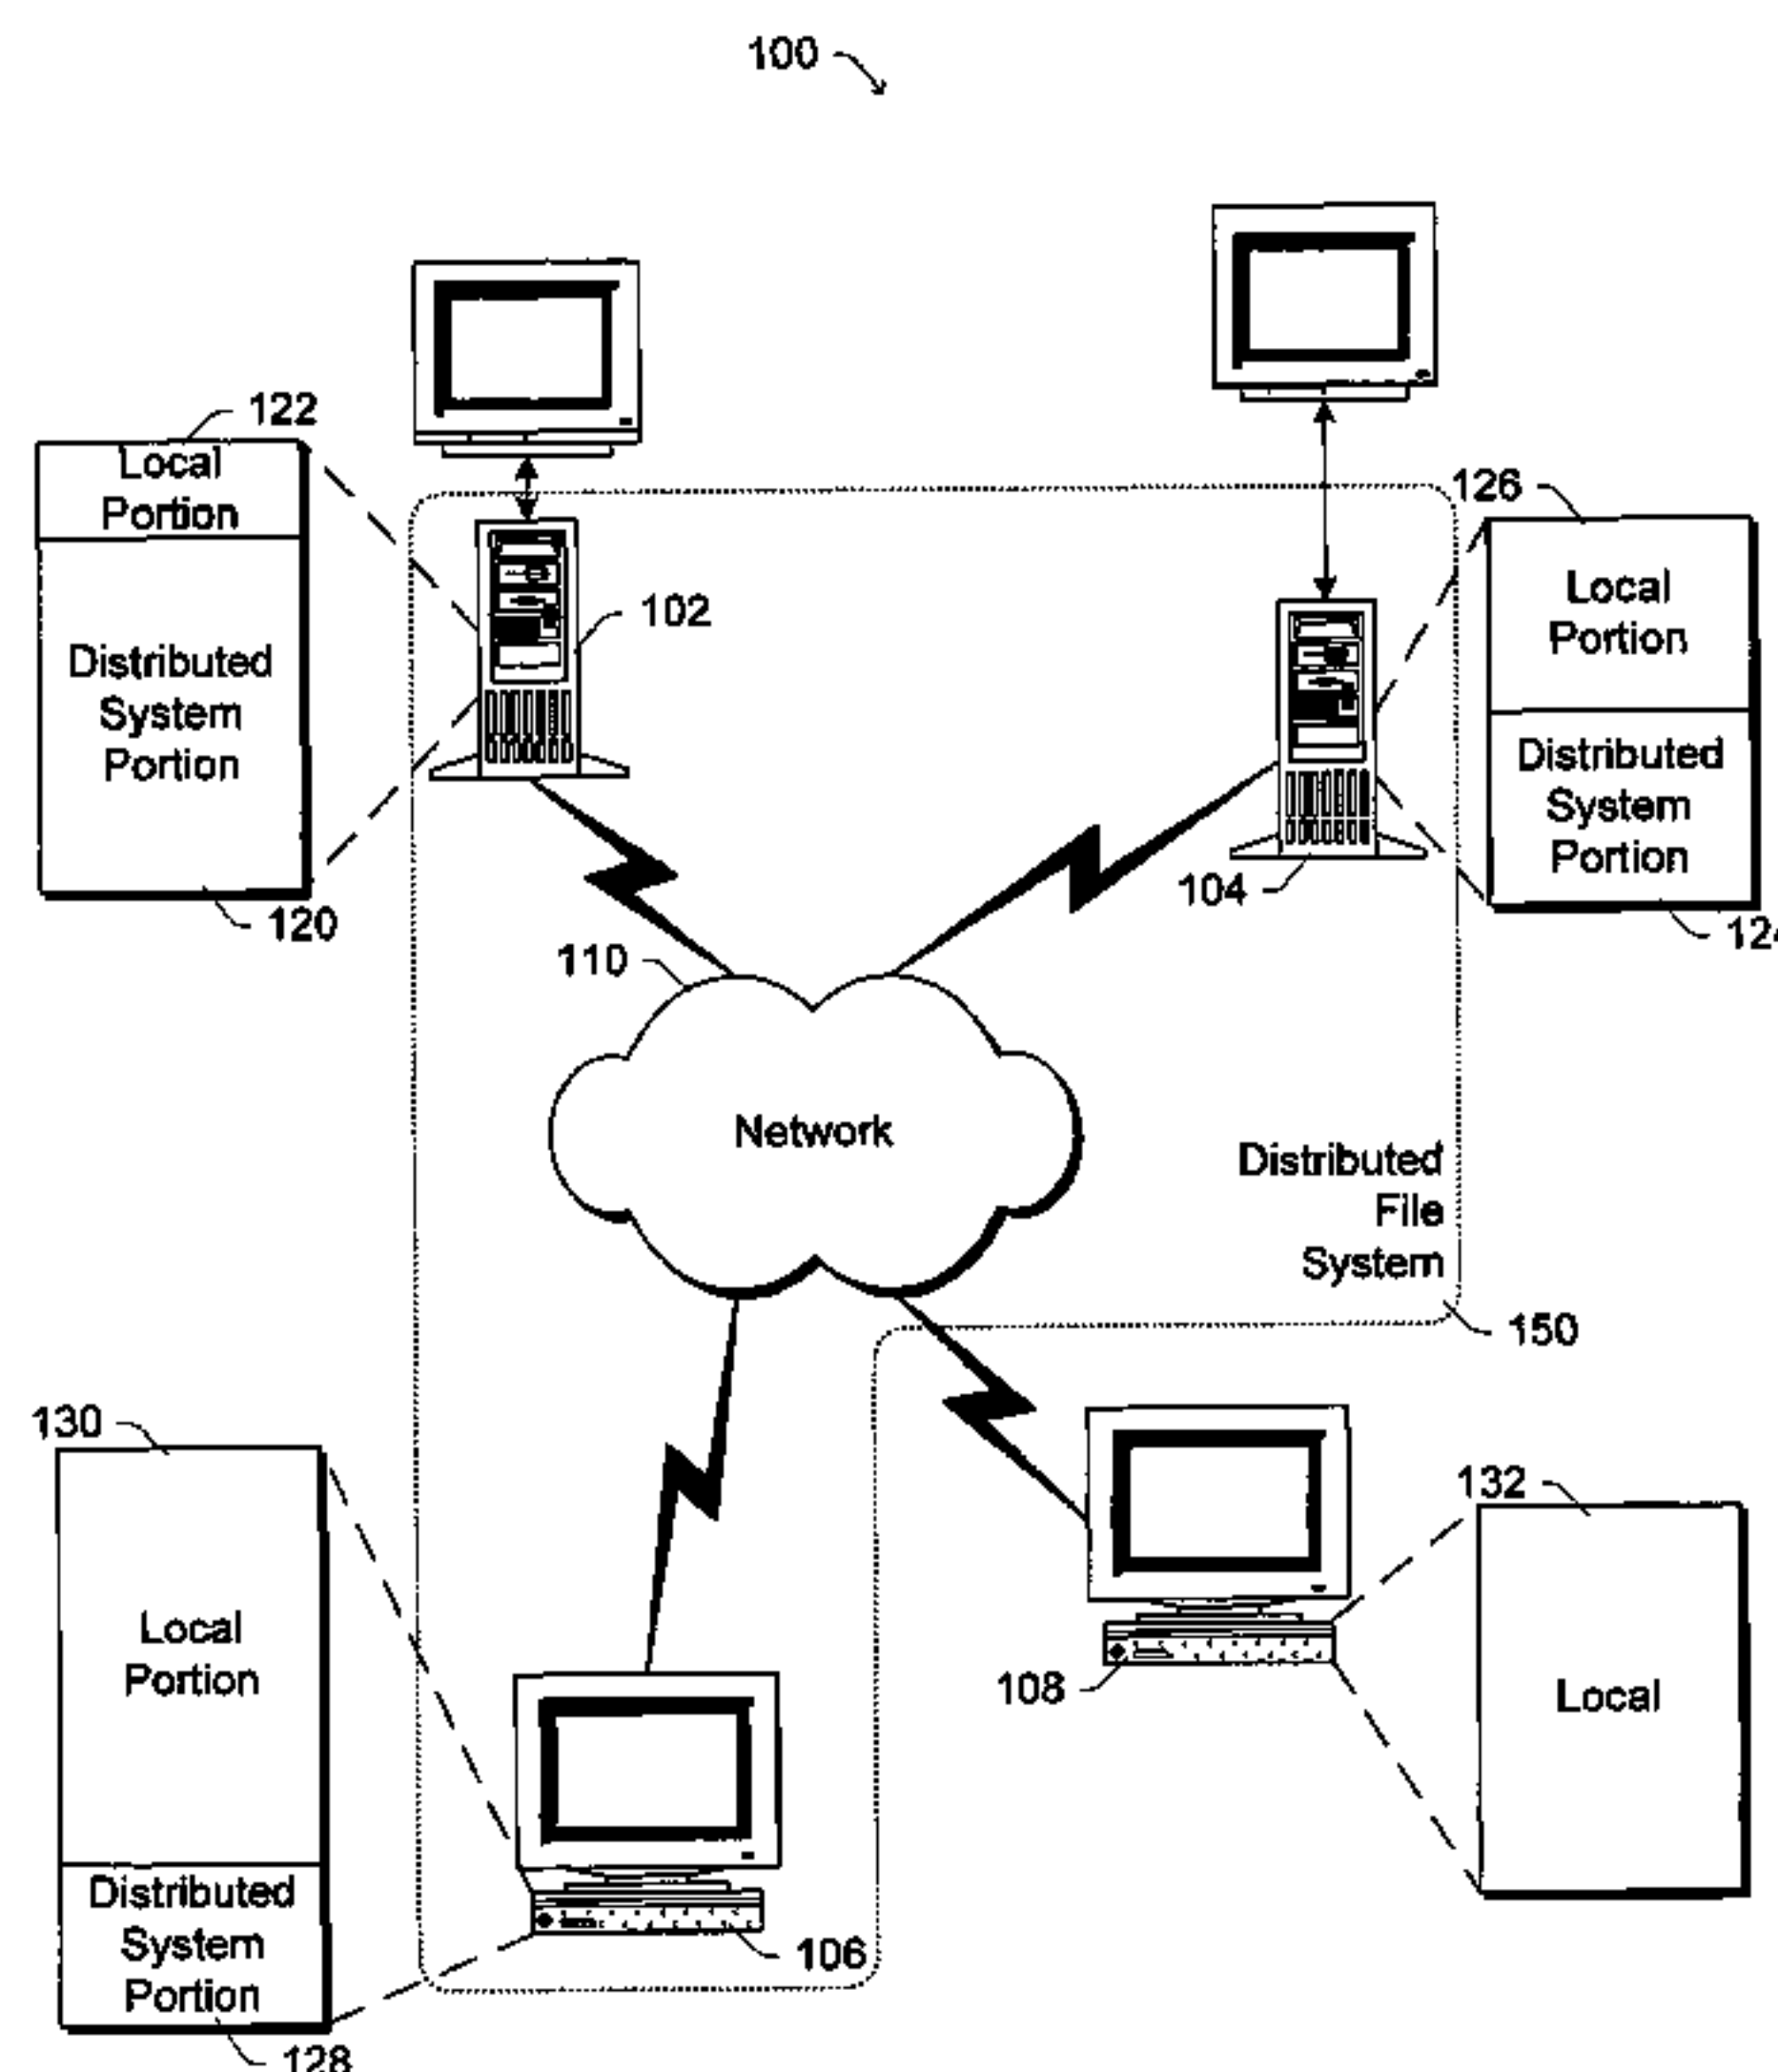 100
122
Local
Portion
Distributed
System
Portion
120
102
126
Local
Portion
Distributed
System
Portion
104
124
110
Network
Distributed
File
System
150
130
Local
Portion
Distributed
System
Portion
128
106
108
132
Local